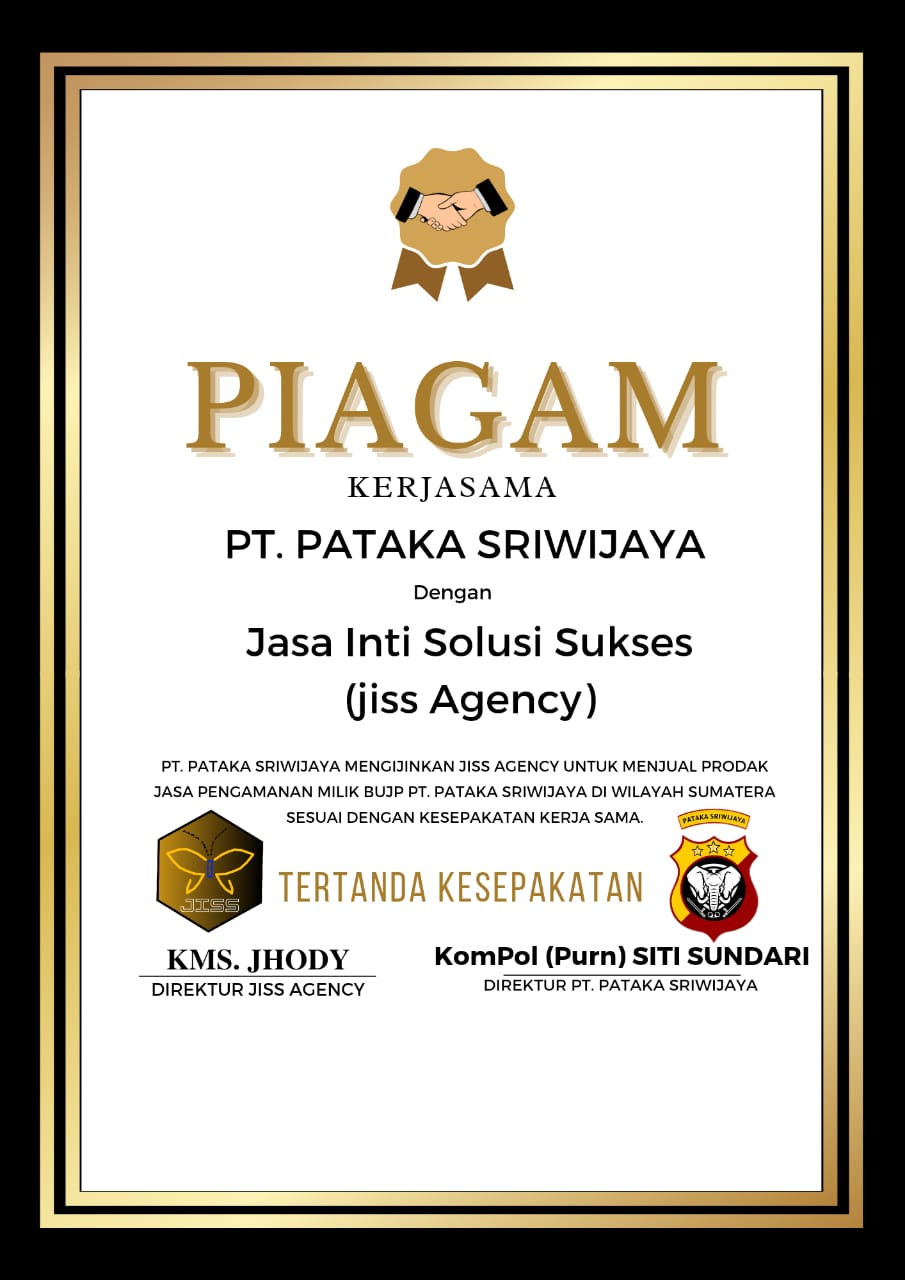 PIAGAM
KERJASAMA
PT. PATAKA SRIWIJAYA
Dengan
Jasa Inti Solusi Sukses
(jiss Agency)
PT. PATAKA SRIWIJAYA MENGIJINKAN JISS AGENCY UNTUK MENJUAL PRODAK
JASA PENGAMANAN MILIK BUJP PT. PATAKA SRIWIJAYA DI WILAYAH SUMATERA
SESUAI DENGAN KESEPAKATAN KERJA SAMA.
PATAKA SRIWIJAYA
TERTANDA KESEPAKATAN
JISS
KMS. JHODY
DIREKTUR JISS AGENCY
KomPol (Purn) SITI SUNDARI
DIREKTUR PT. PATAKA SRIWIJAYA